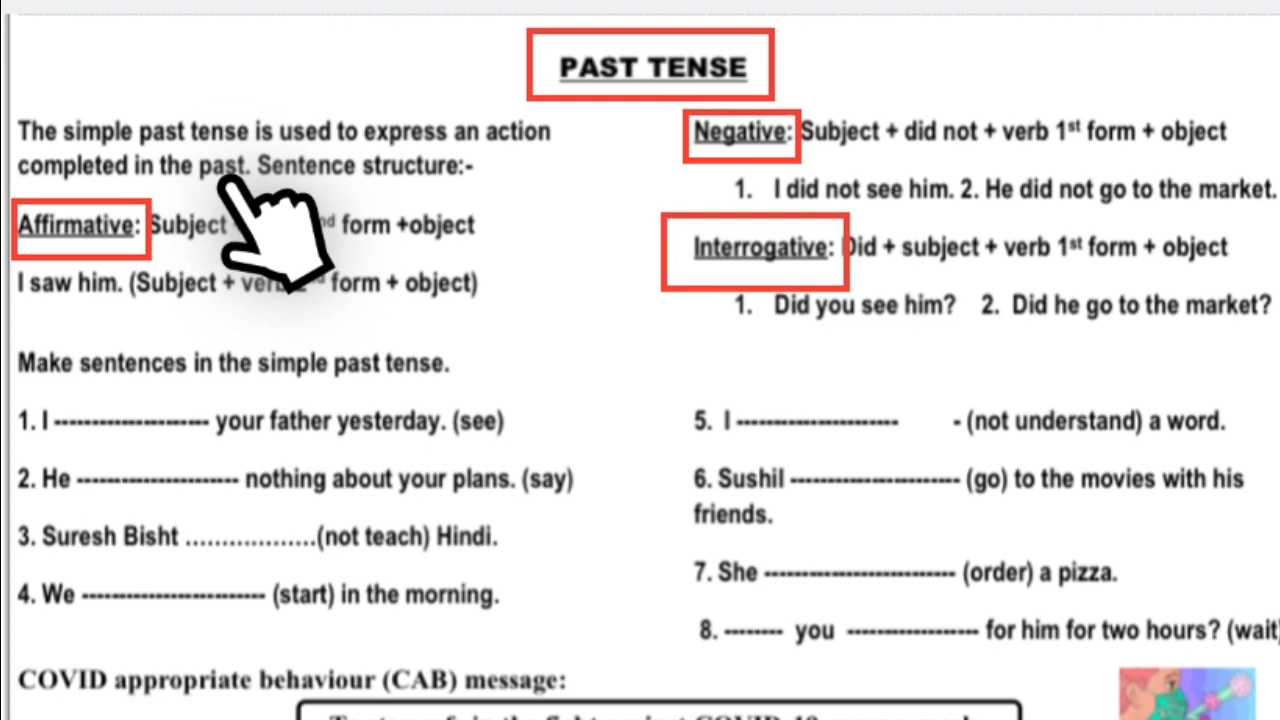 PAST TENSE
The simple past tense is used to express an action
completed in the past. Sentence structure:-
Affirmative: Subject nd form +object
I saw him. (Subject + form + object)
Make sentences in the simple past tense.
1. I --------------------- your father yesterday. (see)
2. He ---------------------- nothing about your plans. (say)
3. Suresh Bisht ..................(not teach) Hindi.
4. We ------------------------- (start) in the morning.
Negative: Subject + did not + verb 1st form + object
1. I did not see him. 2. He did not go to the market.
Interrogative: Did + subject + verb 1st form + object
1. Did you see him? 2. Did he go to the market?
5. I ---------------------- - (not understand) a word.
6. Sushil ----------------------- (go) to the movies with his
friends.
7. She -------------------------- (order) a pizza.
8. -------- you ------------------ for him for two hours? (wait
COVID appropriate behaviour (CAB) message: